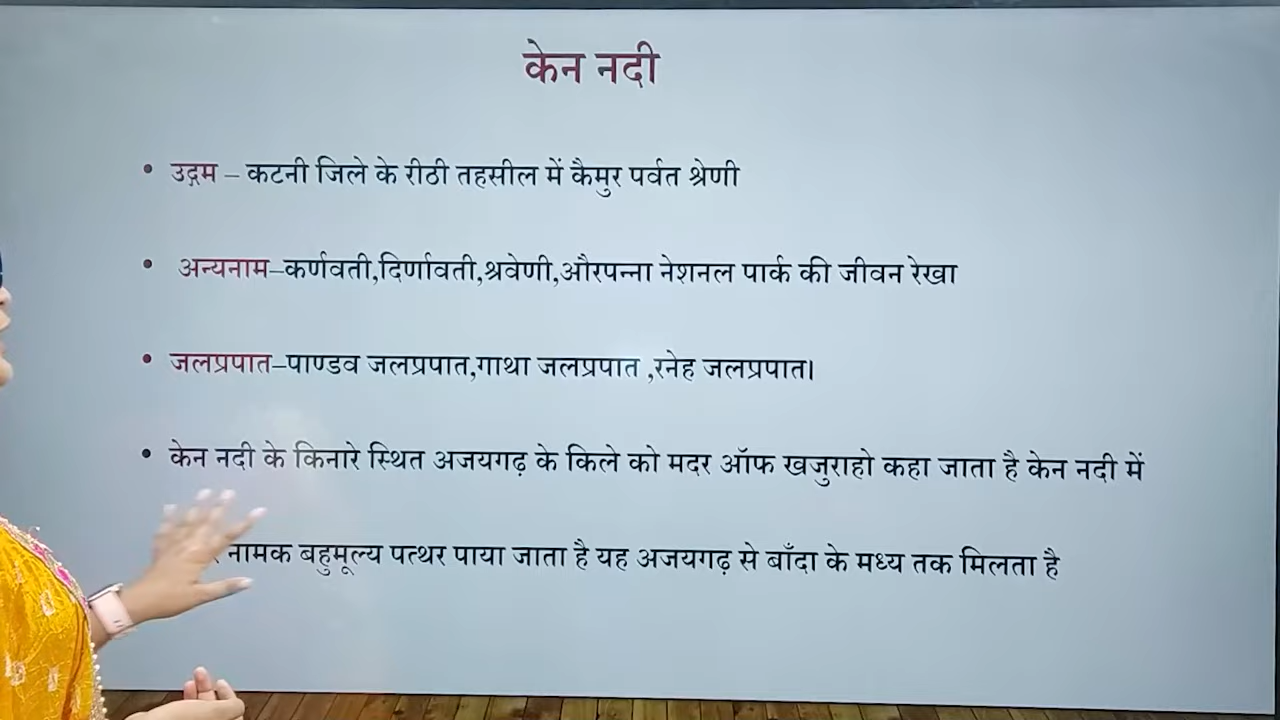 केन नदी
• उद्गम – कटनी जिले के रीठी तहसील में कैमुर पर्वत श्रेणी
• अन्यनाम–कर्णवती,दिर्णावती,श्रवेणी,औरपन्ना नेशनल पार्क की जीवन रेखा
• जलप्रपात–पाण्डव जलप्रपात,गाथा जलप्रपात ,रनेह जलप्रपात।
• केन नदी के किनारे स्थित अजयगढ़ के किले को मदर ऑफ खजुराहो कहा जाता है केन नदी में
नामक बहुमूल्य पत्थर पाया जाता है यह अजयगढ़ से बाँदा के मध्य तक मिलता है